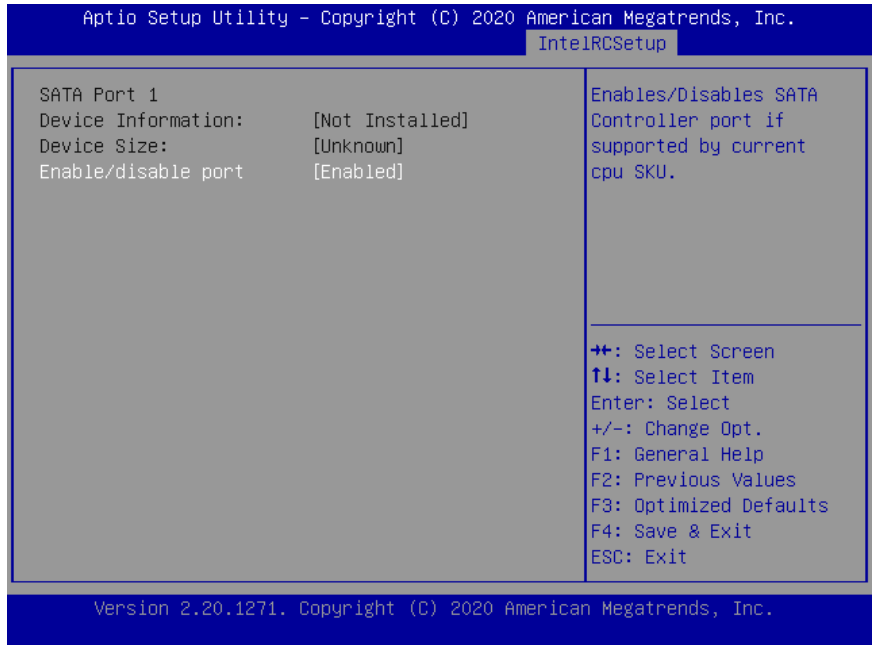 Aptio Setup Utility – Copyright (C) 2020 American Megatrends, Inc.
IntelRCSetup
SATA Port 1
Device Information: [Not Installed]
Device Size: [Unknown]
Enable/disable port [Enabled]
Enables/Disables SATA
Controller port if
supported by current
cpu SKU.
→←: Select Screen
↑↓: Select Item
Enter: Select
+/-: Change Opt.
F1: General Help
F2: Previous Values
F3: Optimized Defaults
F4: Save & Exit
ESC: Exit
Version 2.20.1271. Copyright (C) 2020 American Megatrends, Inc.